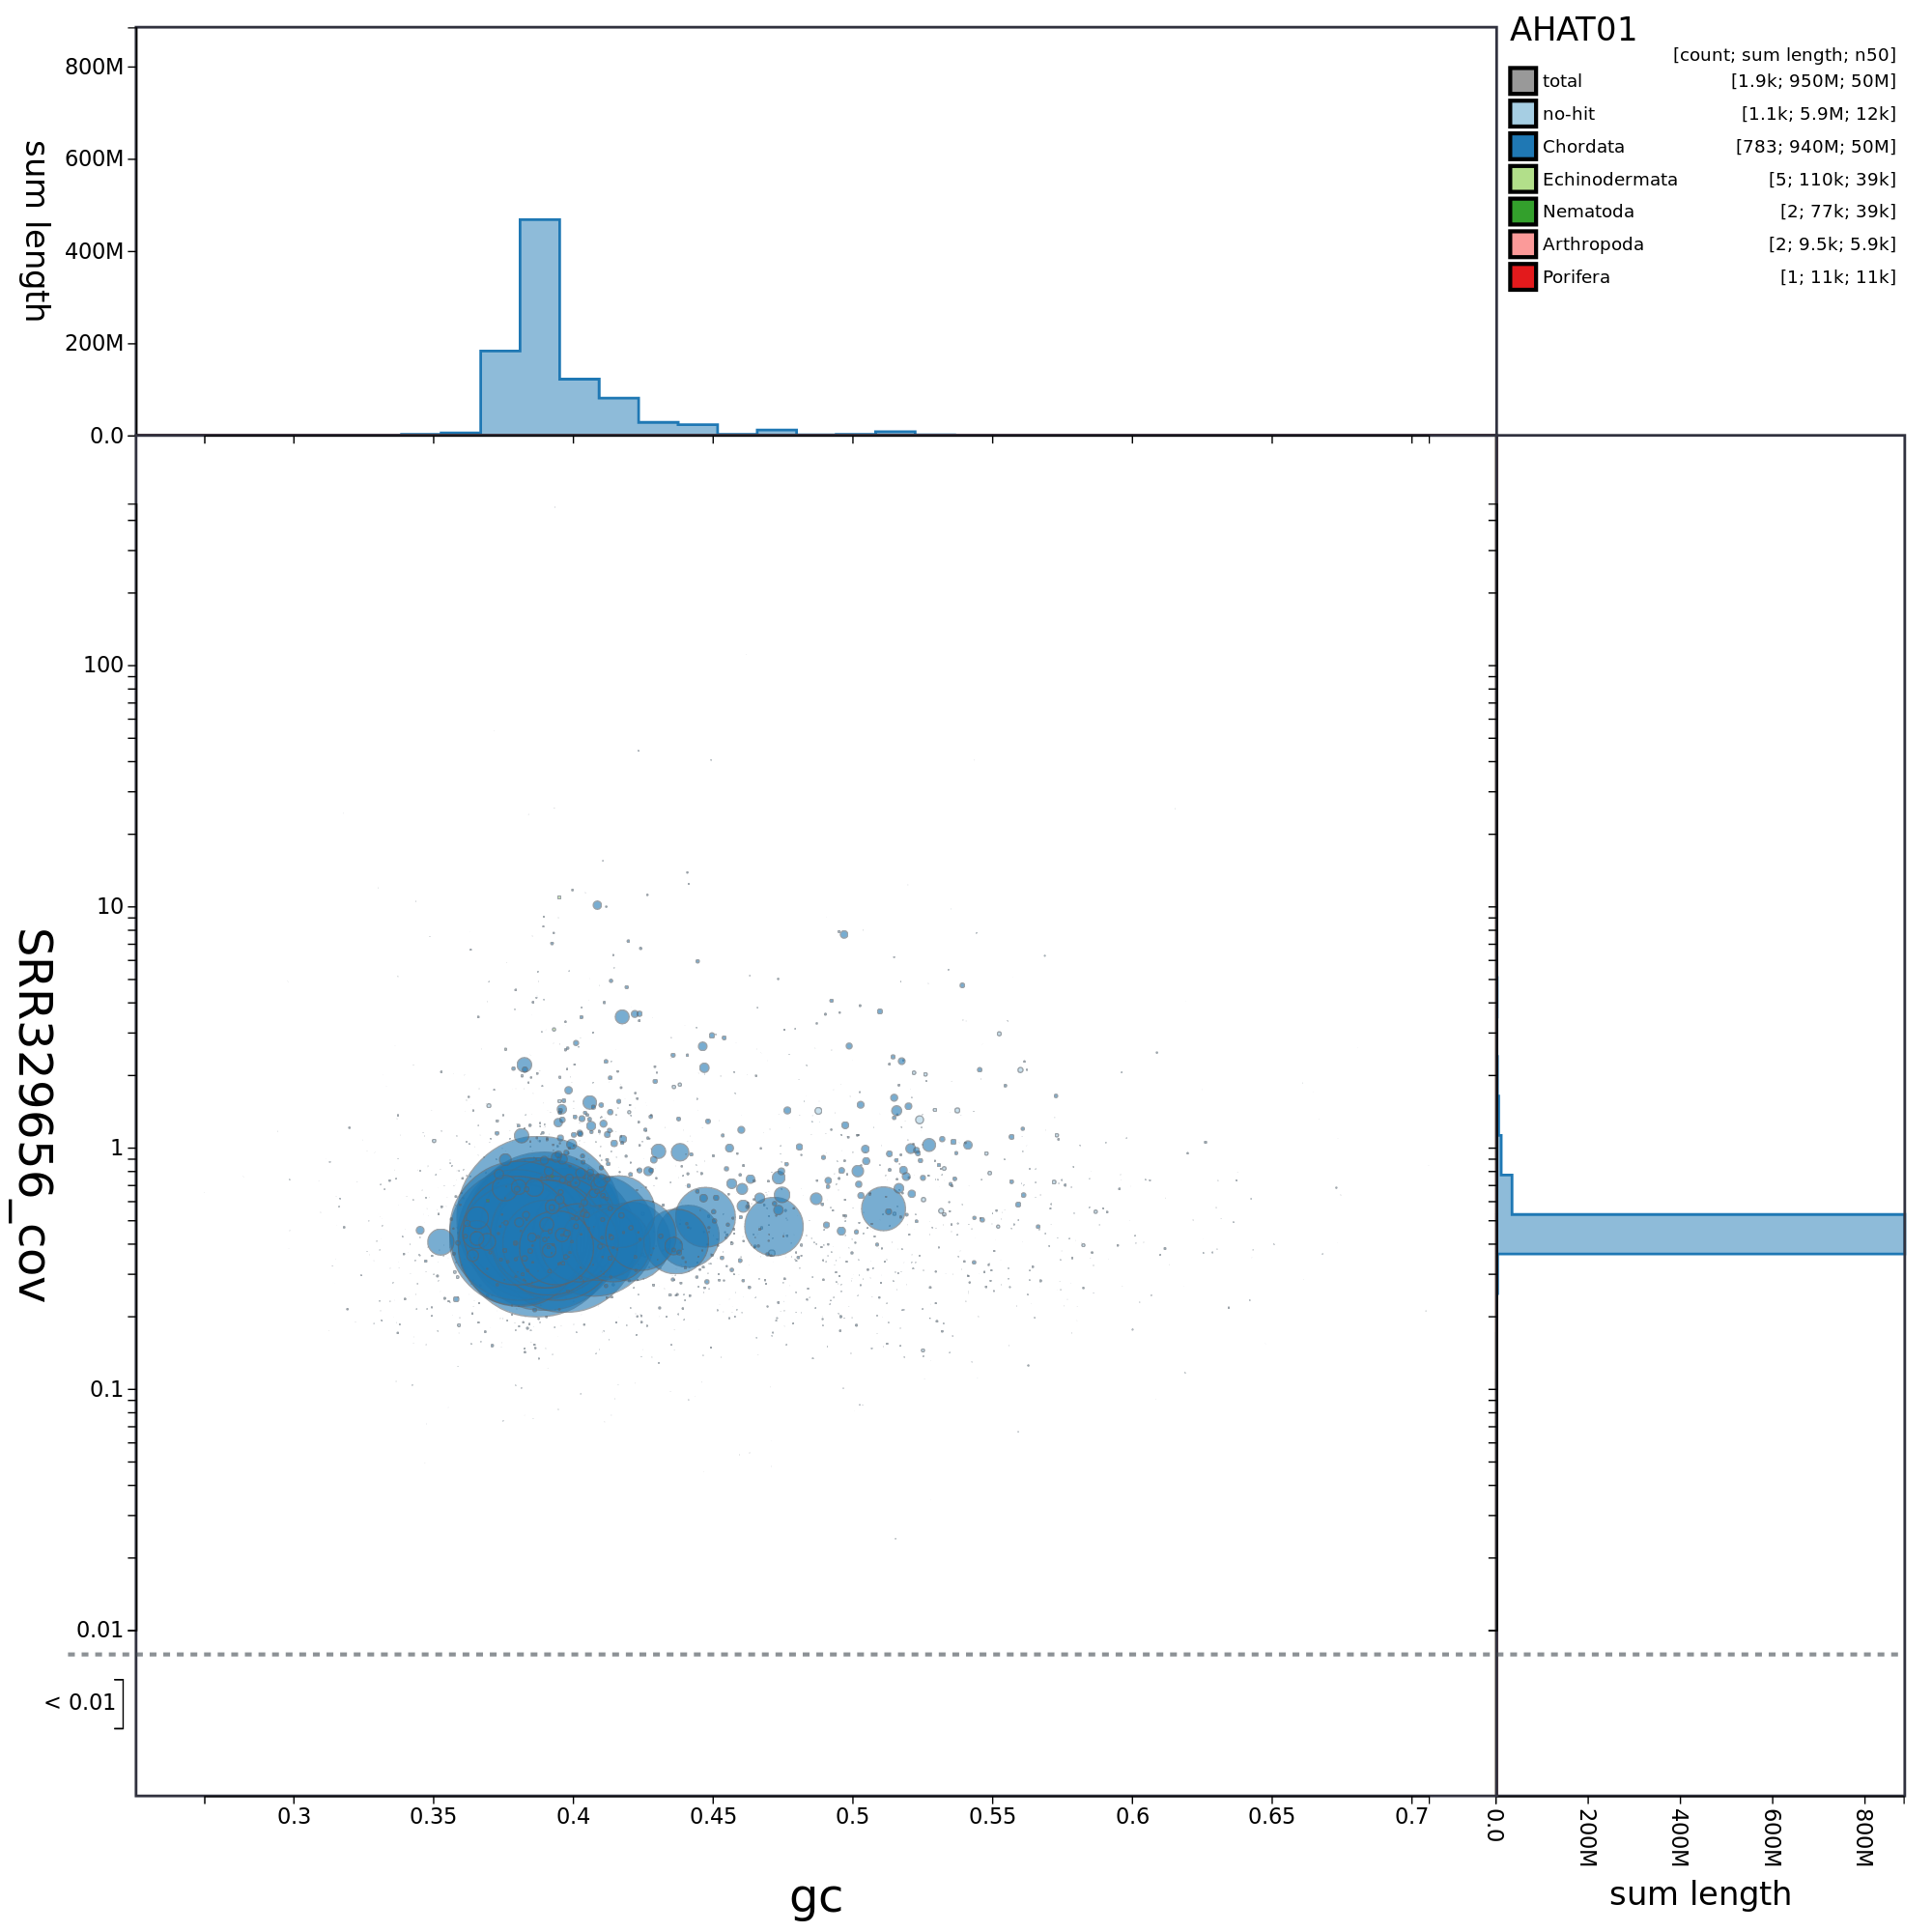 AHAT01
[count; sum length; n50]
total [1.9k; 950M; 50M]
no-hit [1.1k; 5.9M; 12k]
Chordata [783; 940M; 50M]
Echinodermata [5; 110k; 39k]
Nematoda [2; 77k; 39k]
Arthropoda [2; 9.5k; 5.9k]
Porifera [1; 11k; 11k]
sum length
800M
600M
400M
200M
0.0
SRR329656_cov
100
10
1
0.1
0.01
< 0.01
0.3 0.35 0.4 0.45 0.5 0.55 0.6 0.65 0.7
gc
0.0 200M 400M 600M 800M
sum length